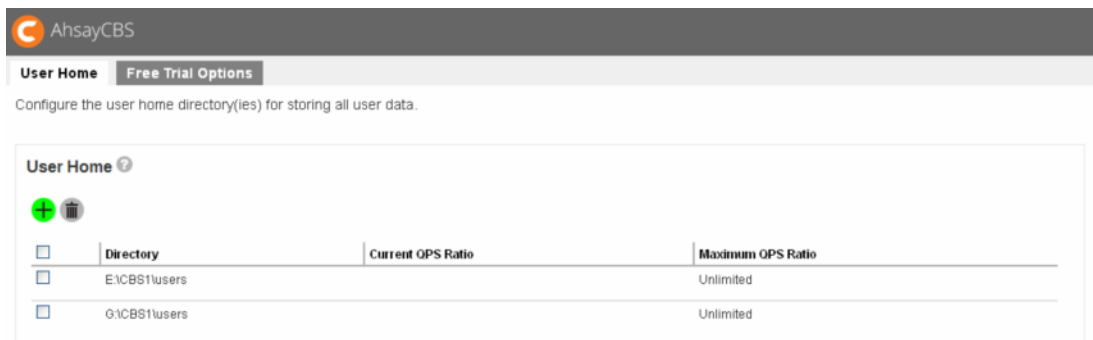 AhsayCBS
User Home Free Trial Options
Configure the user home directory(ies) for storing all user data.
User Home ?
Directory Current QPS Ratio Maximum QPS Ratio
E:\CBS1\users Unlimited
G:\CBS1\users Unlimited